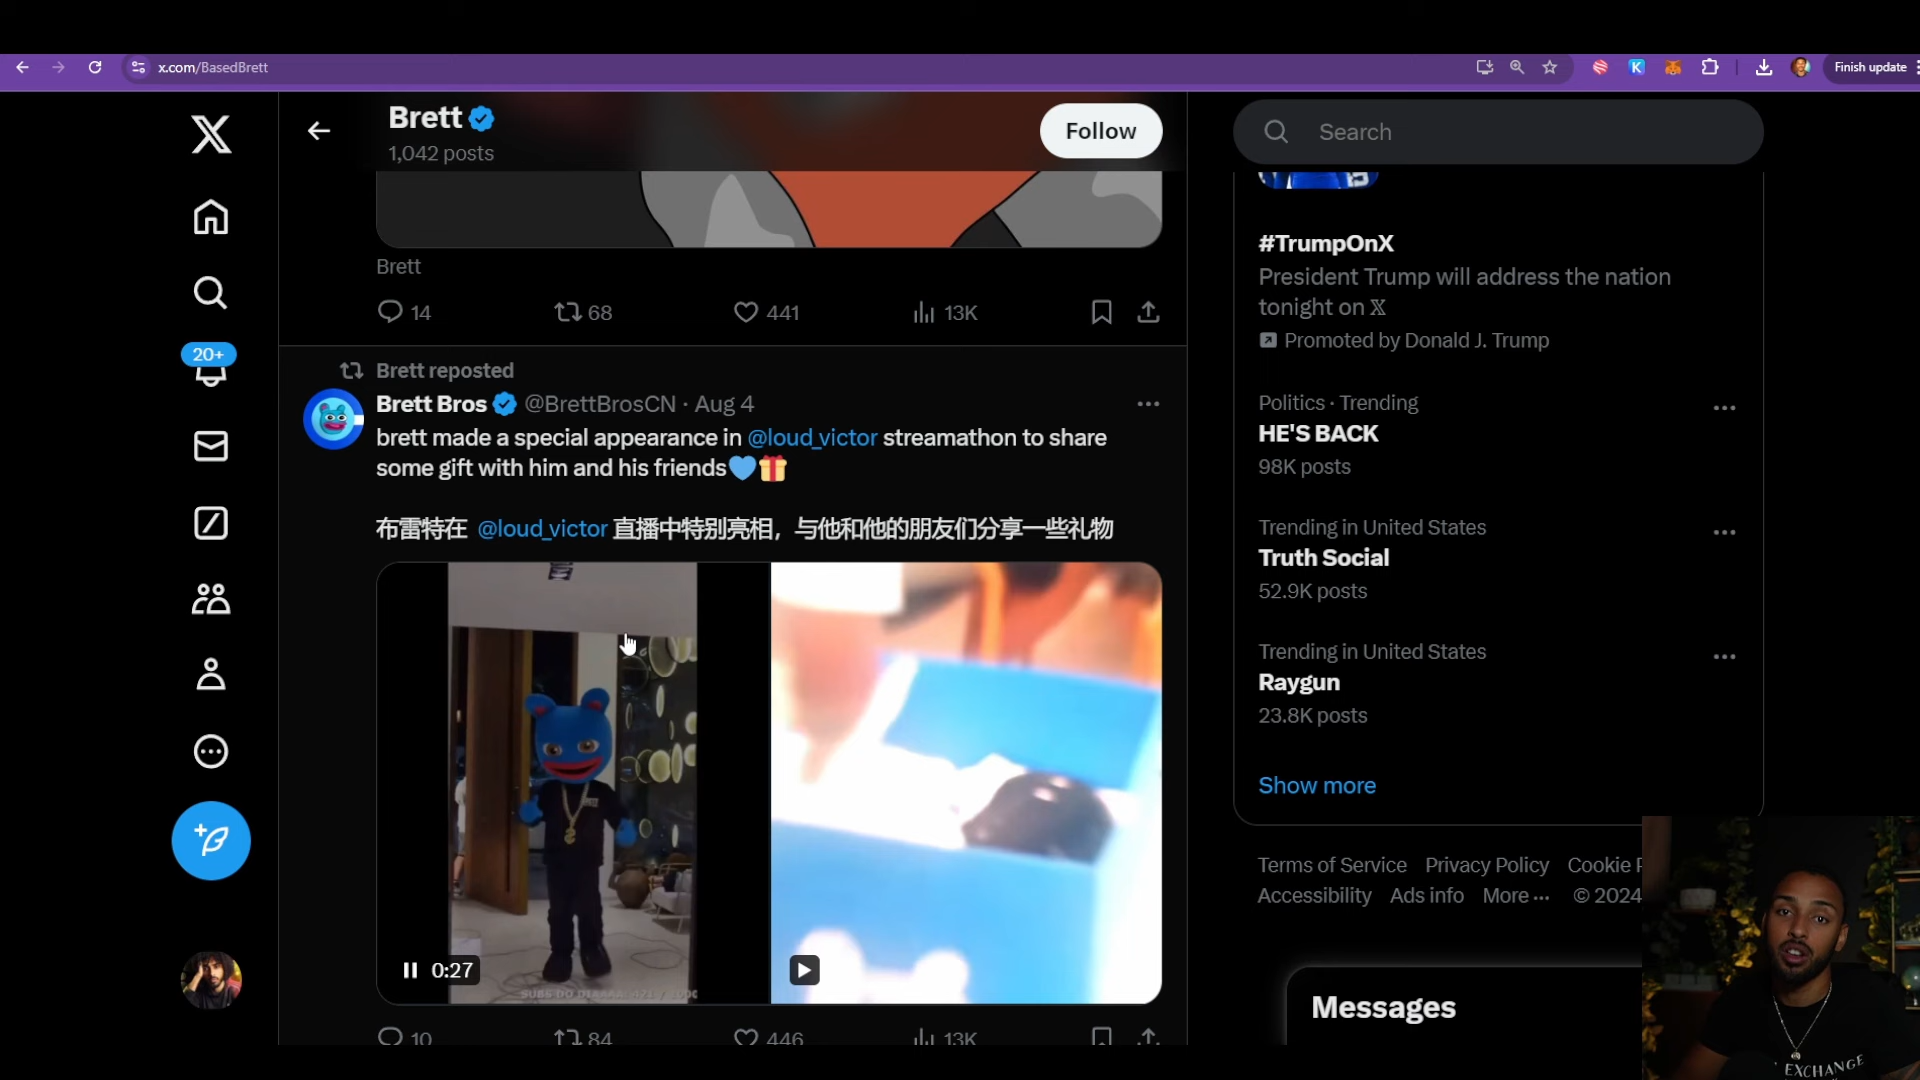 x.com/BasedBrett
Finish update
Brett
1,042 posts
Follow
Search
Brett
14
68
441
13K
20+
#TrumpOnX
President Trump will address the nation
tonight on 𝕏
Promoted by Donald J. Trump
Brett reposted
Brett Bros @BrettBrosCN · Aug 4
brett made a special appearance in @loud_victor streamathon to share
some gift with him and his friends💙🎁
布雷特在 @loud_victor 直播中特别亮相，与他和他的朋友们分享一些礼物
0:27
10
84
446
13K
Politics · Trending
HE'S BACK
98K posts
Trending in United States
Truth Social
52.9K posts
Trending in United States
Raygun
23.8K posts
Show more
Terms of Service Privacy Policy Cookie
Accessibility Ads info More ··· © 2024
Messages
EXCHANGE